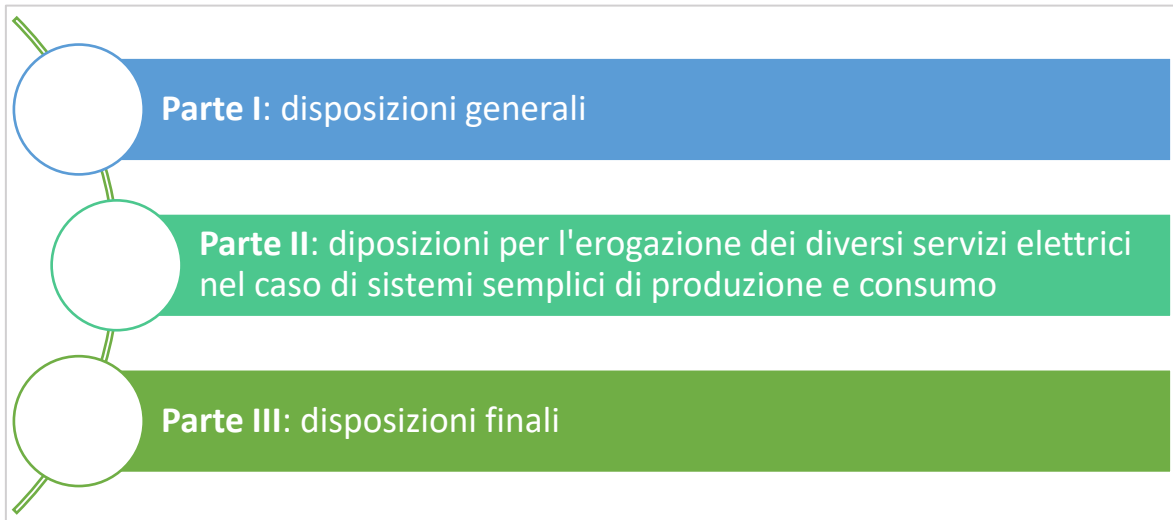 Parte I: disposizioni generali
Parte II: diposizioni per l'erogazione dei diversi servizi elettrici
nel caso di sistemi semplici di produzione e consumo
Parte III: disposizioni finali